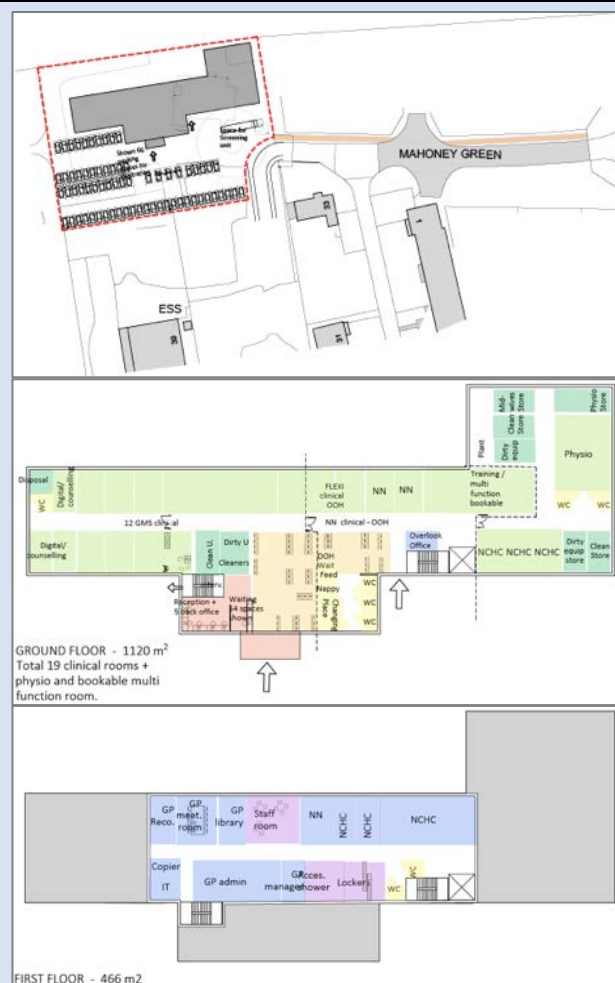 Shown 66
parking
Space for
Screening
unit
MAHONEY GREEN
33
1
ESS
39
31
Mid-
wives
Store
Clean
Store
Dirty
equip
Plant
Physio
Store
Physio
WC
WC
Disposal
WC
Digital/
counselling
FLEXI
clinical
OOH
NN
NN
Training /
multi
function
bookable
12 GMS clinical
NN clinical - OOH
Digital/
counselling
Clean U.
Dirty U
Cleaners
OOH
Wait
Feed
Nappy
Changing
Place
WC
WC
WC
Overlook
Office
NCHC NCHC NCHC
Dirty
equip
store
Clean
Store
Reception +
back office
Waiting
spaces
shown
GROUND FLOOR - 1120 m²
Total 19 clinical rooms +
physio and bookable multi
function room.
GP
Reco.
GP
meet.
room
GP
library
Staff
room
NN
NCHC
NCHC
NCHC
Copier
IT
GP admin
GP
manager
Acces.
shower
Lockers
WC
WC
FIRST FLOOR - 466 m2